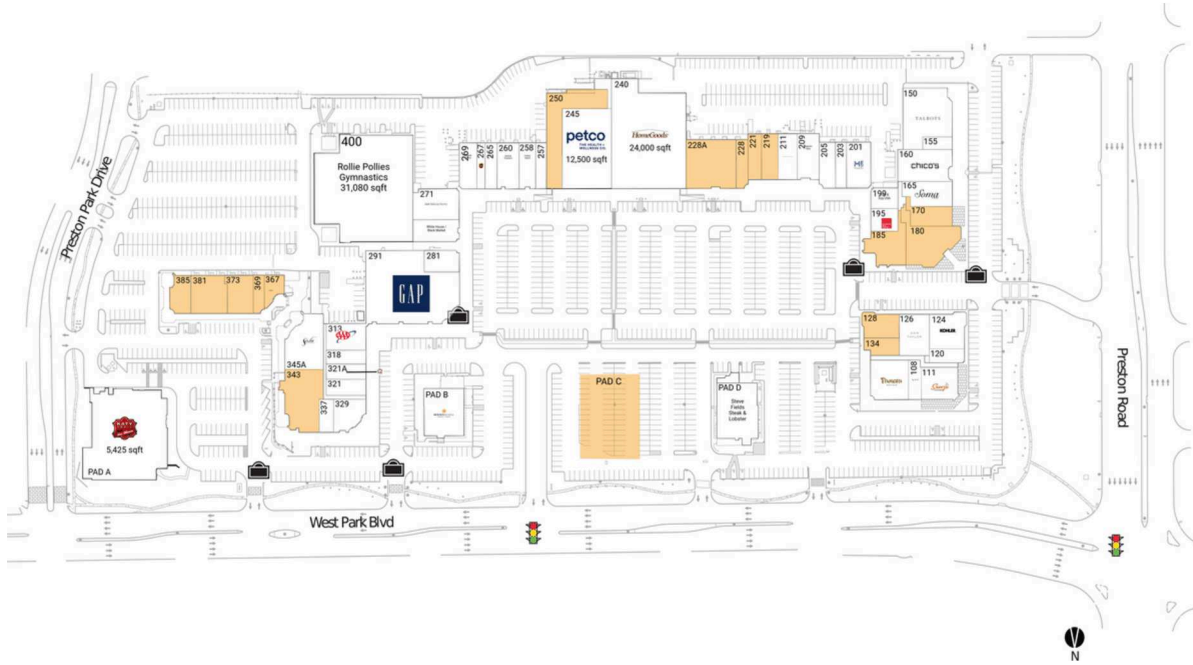 240
250
245
petco
THE HEALTH + WELLNESS CO.
12,500 sqft
HomeGoods
24,000 sqft
150
TALBOTS
155
160
chico's
165
Soma
170
180
185
195
199
201
203
205
209
211
219
221
228
228A
257
258
260
265
267
269
400
Rollie Pollies
Gymnastics
31,080 sqft
271
White House
Black Market
291
281
GAP
Preston Park Drive
385
381
373
369
367
313
318
345A
343
321A
321
337
329
PAD B
PAD C
PAD D
Steve
Fields
Steak &
Lobster
128
126
124
KOHLER
134
120
108
111
5,425 sqft
PAD A
Preston Road
West Park Blvd
N